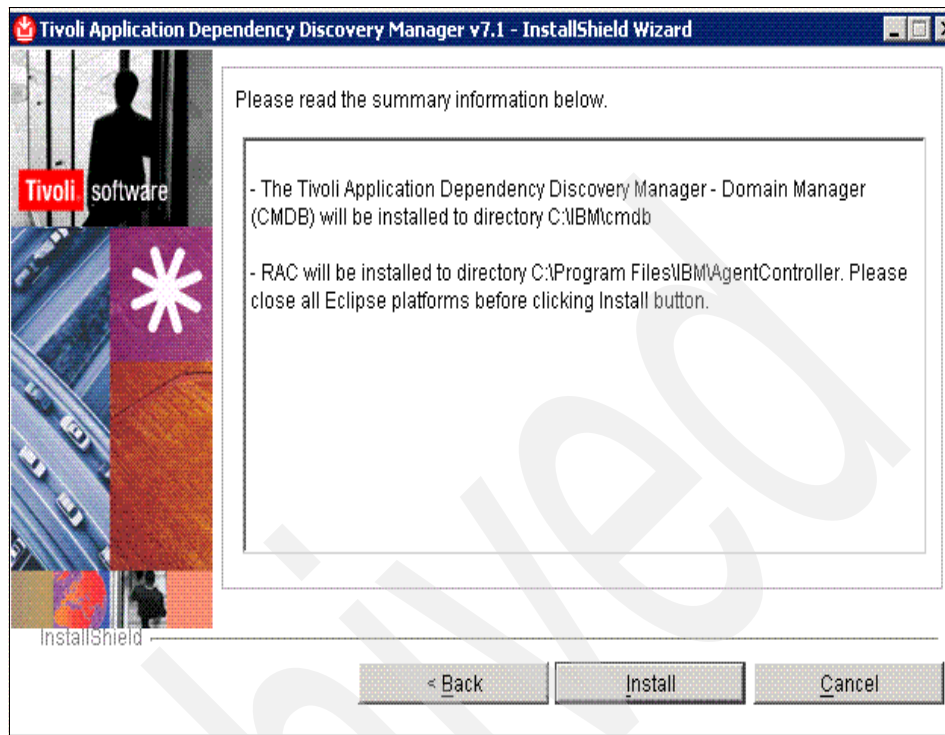 Tivoli Application Dependency Discovery Manager v7.1 - InstallShield Wizard
Please read the summary information below.
Tivoli. software
- The Tivoli Application Dependency Discovery Manager - Domain Manager
(CMDB) will be installed to directory C:\IBM\cmdb
- RAC will be installed to directory C:\Program Files\IBM\AgentController. Please
close all Eclipse platforms before clicking Install button.
InstallShield
< Back
Install
Cancel
hived